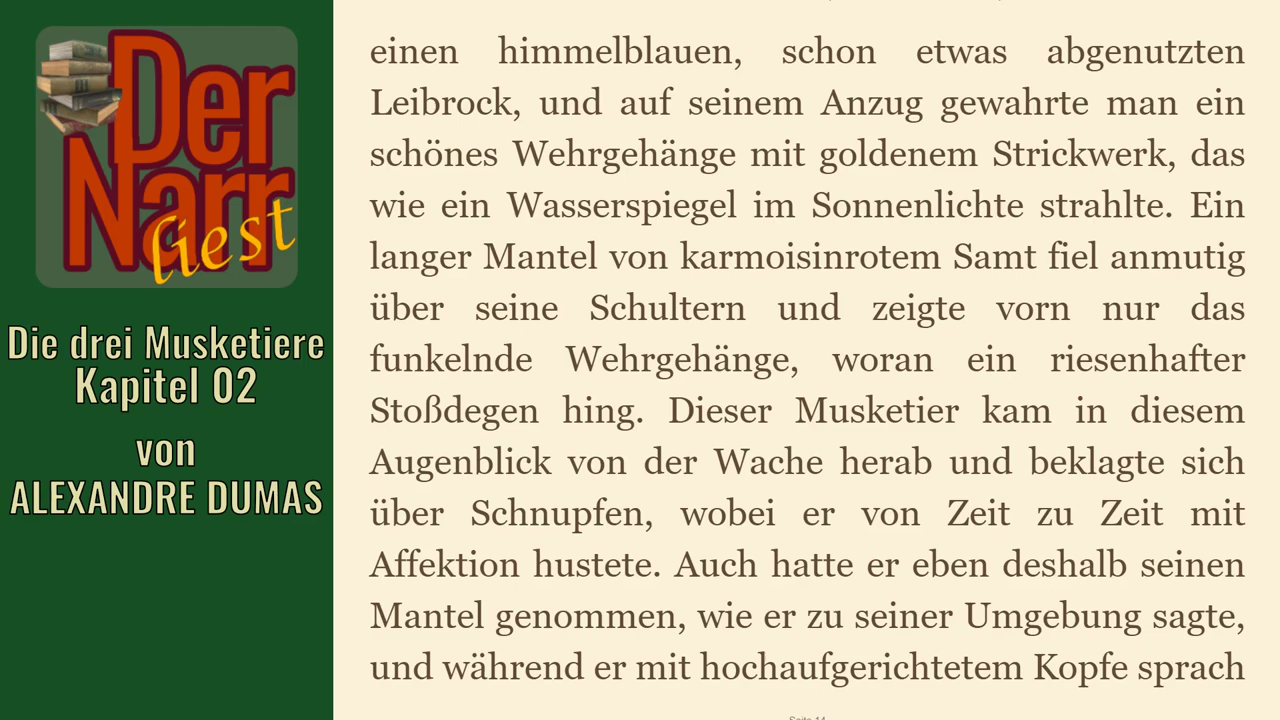 Der
Narr
liest
Die drei Musketiere
Kapitel 02
von
ALEXANDRE DUMAS
einen himmelblauen, schon etwas abgenutzten
Leibrock, und auf seinem Anzug gewahrte man ein
schönes Wehrgehänge mit goldenem Strickwerk, das
wie ein Wasserspiegel im Sonnenlichte strahlte. Ein
langer Mantel von karmoisinrotem Samt fiel anmutig
über seine Schultern und zeigte vorn nur das
funkelnde Wehrgehänge, woran ein riesenhafter
Stoßdegen hing. Dieser Musketier kam in diesem
Augenblick von der Wache herab und beklagte sich
über Schnupfen, wobei er von Zeit zu Zeit mit
Affektion hustete. Auch hatte er eben deshalb seinen
Mantel genommen, wie er zu seiner Umgebung sagte,
und während er mit hochaufgerichtetem Kopfe sprach